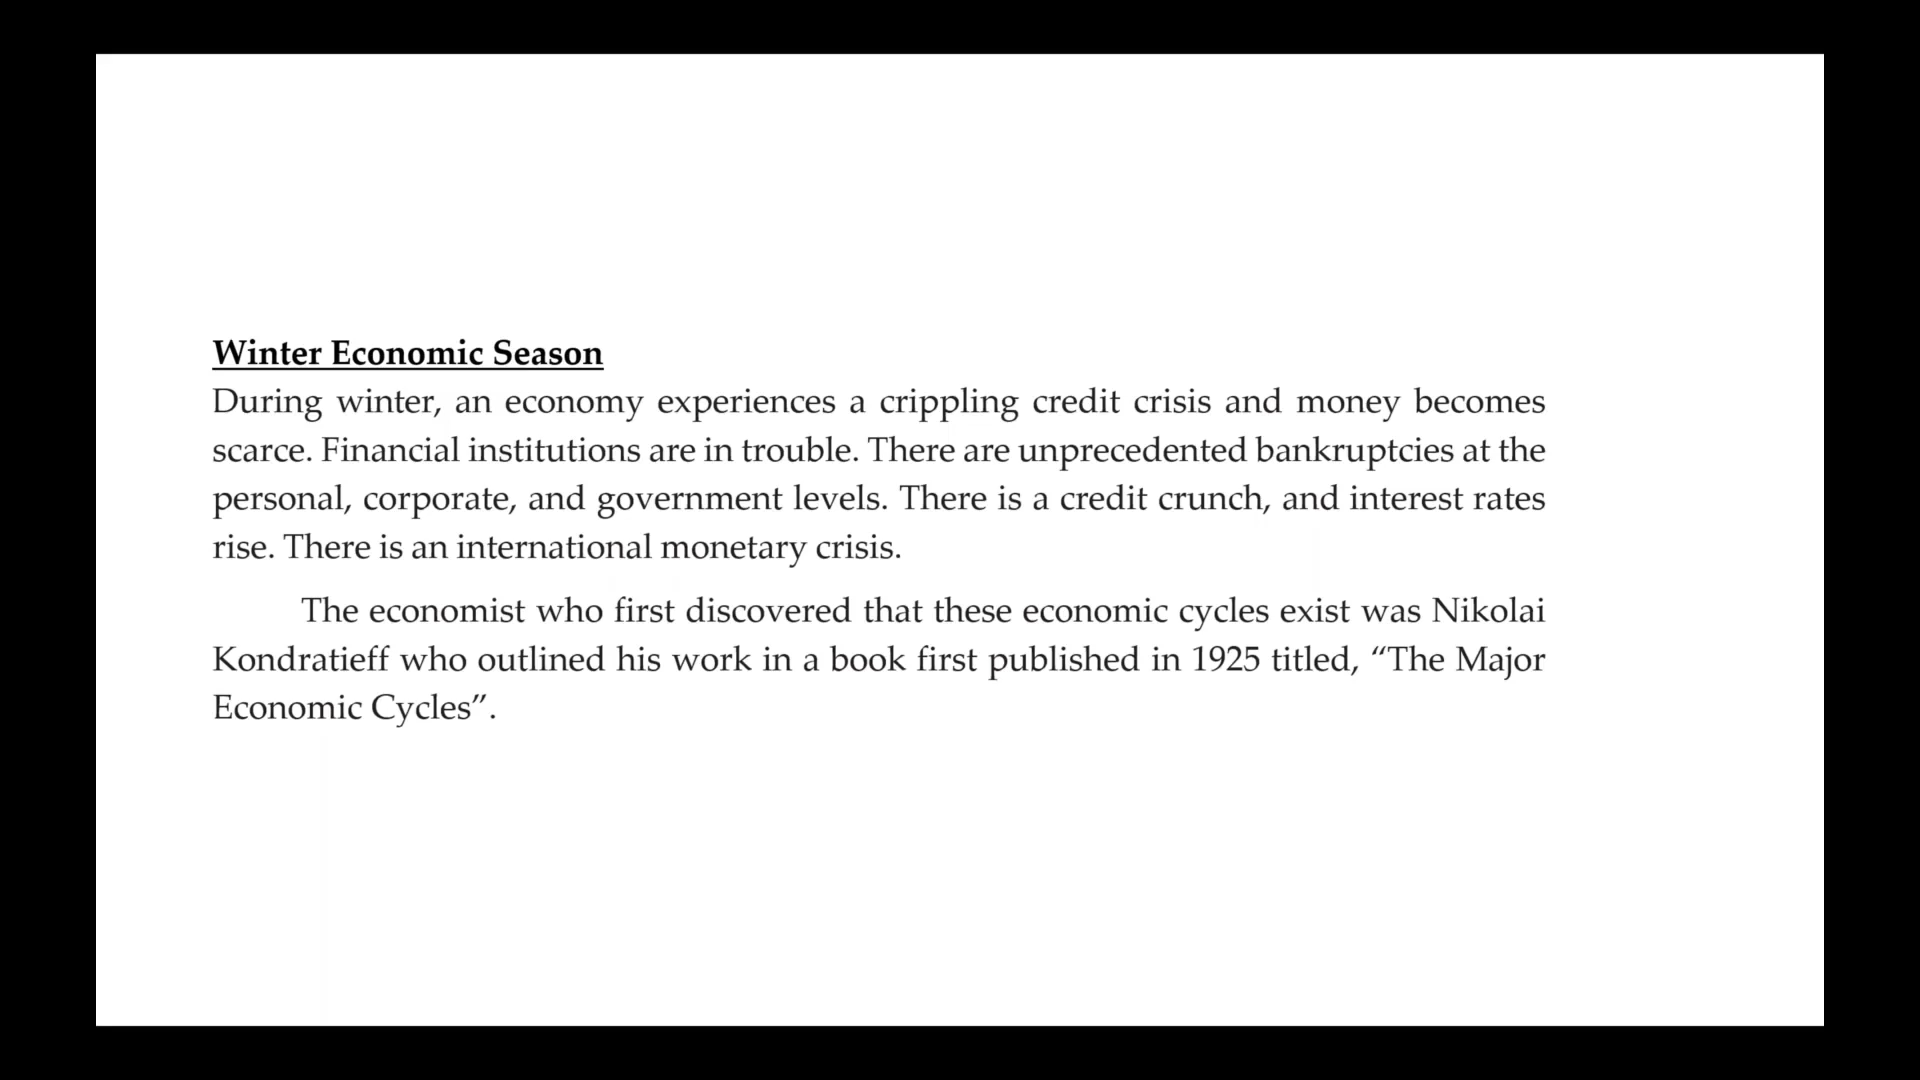 Winter Economic Season
During winter, an economy experiences a crippling credit crisis and money becomes
scarce. Financial institutions are in trouble. There are unprecedented bankruptcies at the
personal, corporate, and government levels. There is a credit crunch, and interest rates
rise. There is an international monetary crisis.
The economist who first discovered that these economic cycles exist was Nikolai
Kondratieff who outlined his work in a book first published in 1925 titled, “The Major
Economic Cycles”.